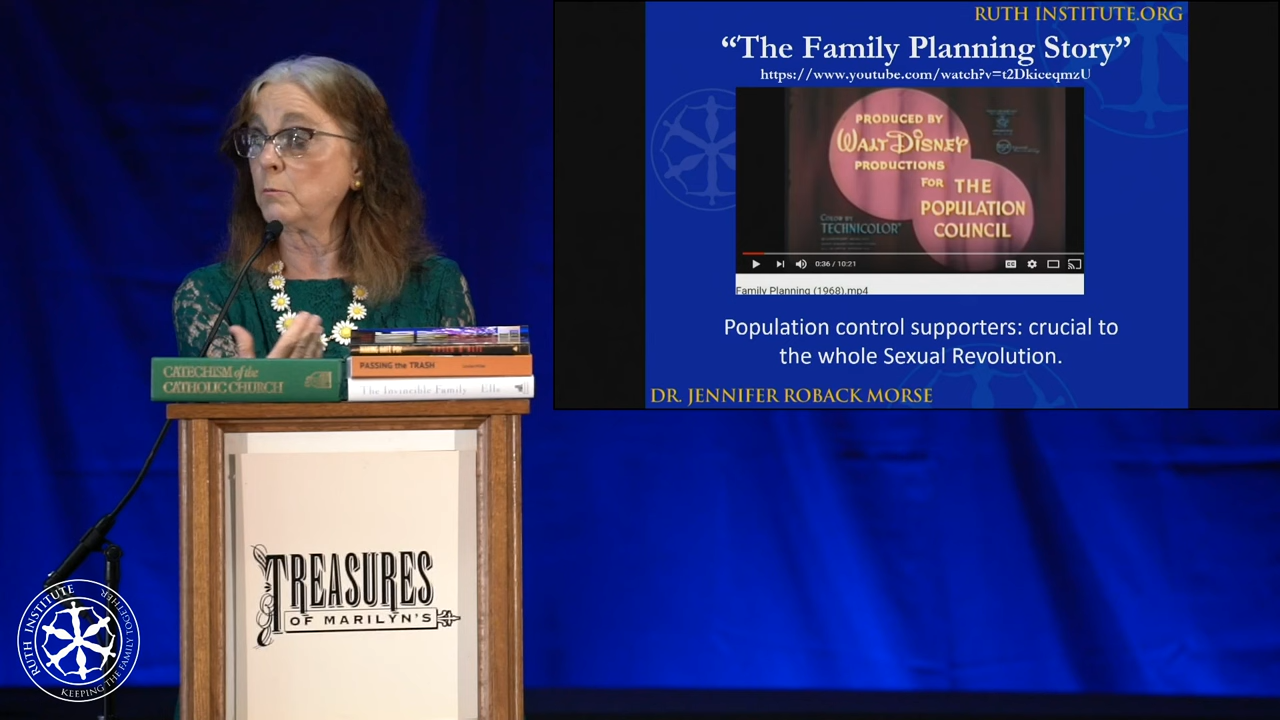 RUTH INSTITUTE.ORG
“The Family Planning Story”
https://www.youtube.com/watch?v=t2DkiceqmzU
PRODUCED BY
WALT DISNEY
PRODUCTIONS
FOR THE
POPULATION
COUNCIL
COLOR BY
TECHNICOLOR
0:36 / 10:21
Family Planning (1968).mp4
Population control supporters: crucial to
the whole Sexual Revolution.
DR. JENNIFER ROBACK MORSE
CATECHISM of the
CATHOLIC CHURCH
PASSING the TRASH
The Invincible Family
TREASURES
OF MARILYN'S
RUTH INSTITUTE
KEEPING THE FAMILY TOGETHER